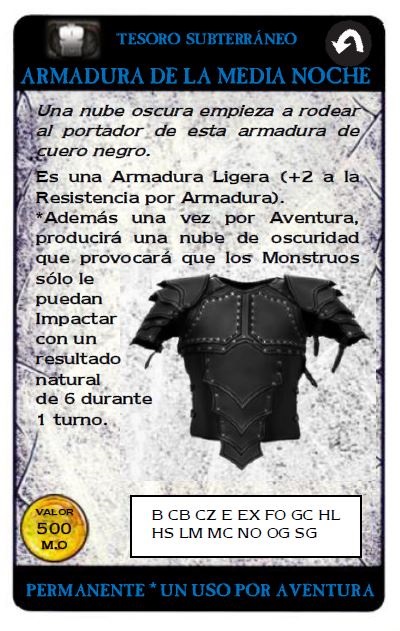 TESORO SUBTERRÁNEO
ARMADURA DE LA MEDIA NOCHE
Una nube oscura empieza a rodear
al portador de esta armadura de
cuero negro.
Es una Armadura Ligera (+2 a la
Resistencia por Armadura).
*Además una vez por Aventura,
producirá una nube de oscuridad
que provocará que los Monstruos
sólo le
puedan
Impactar
con un
resultado
natural
de 6 durante
1 turno.
VALOR
500
M.O
B CB CZ E EX FO GC HL
HS LM MC NO OG SG
PERMANENTE * UN USO POR AVENTURA